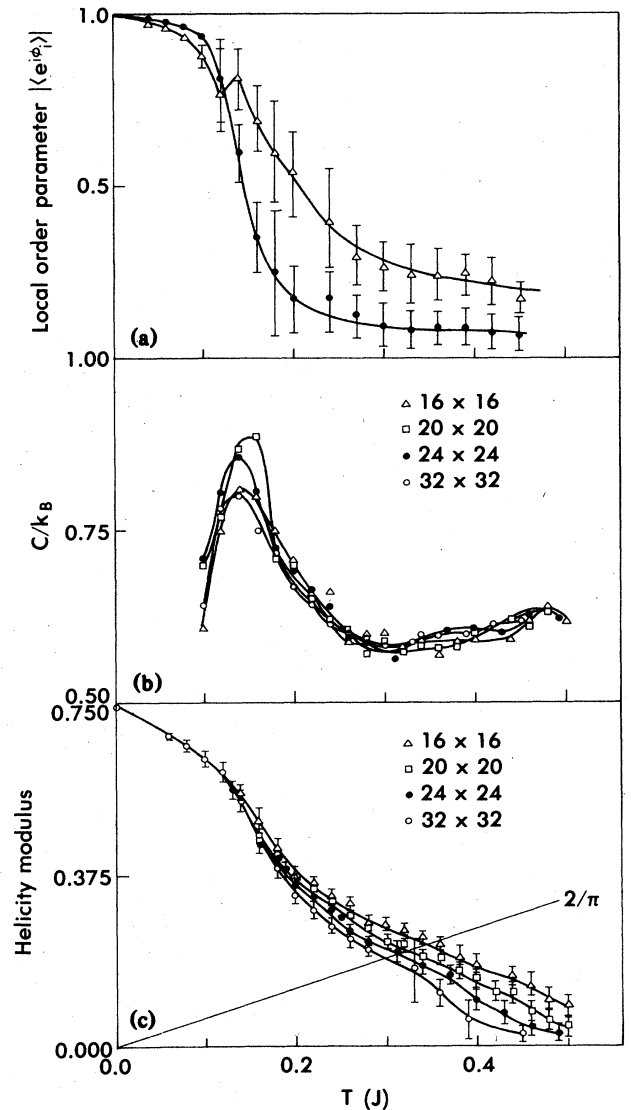 1.0
0.5
Local order parameter |⟨e^{iϕ_i}⟩|
(a)
1.00
0.75
0.50
C/k_B
△ 16 × 16
□ 20 × 20
● 24 × 24
○ 32 × 32
(b)
0.750
0.375
0.000
Helicity modulus
△ 16 × 16
□ 20 × 20
● 24 × 24
○ 32 × 32
2/π
(c)
0.0
0.2
0.4
T (J)